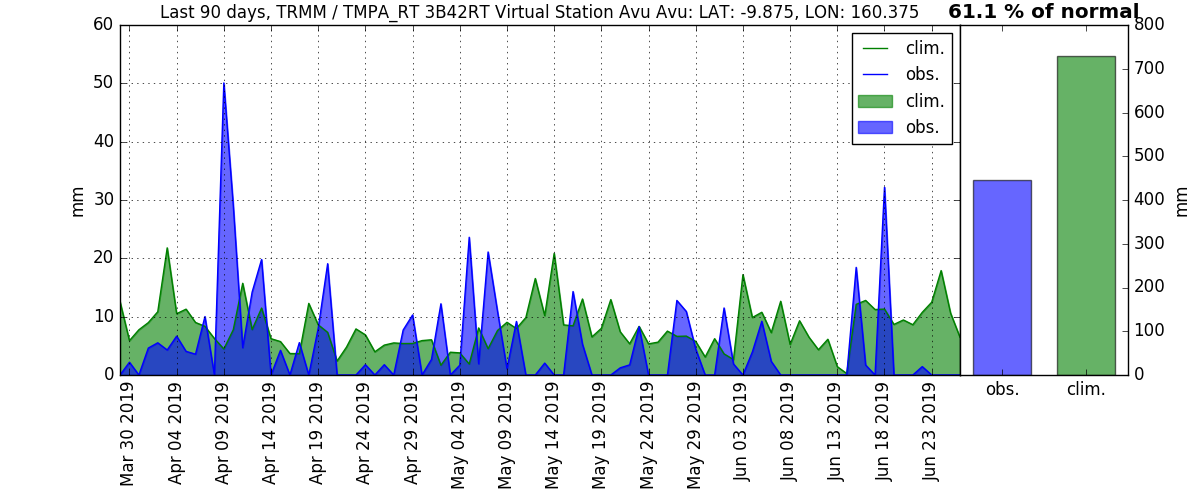 Last 90 days, TRMM / TMPA_RT 3B42RT Virtual Station Avu Avu: LAT: -9.875, LON: 160.375
61.1 % of normal
60
50
40
30
20
10
0
mm
clim.
obs.
clim.
obs.
800
700
600
500
400
300
200
100
0
mm
Mar 30 2019
Apr 04 2019
Apr 09 2019
Apr 14 2019
Apr 19 2019
Apr 24 2019
Apr 29 2019
May 04 2019
May 09 2019
May 14 2019
May 19 2019
May 24 2019
May 29 2019
Jun 03 2019
Jun 08 2019
Jun 13 2019
Jun 18 2019
Jun 23 2019
obs.
clim.